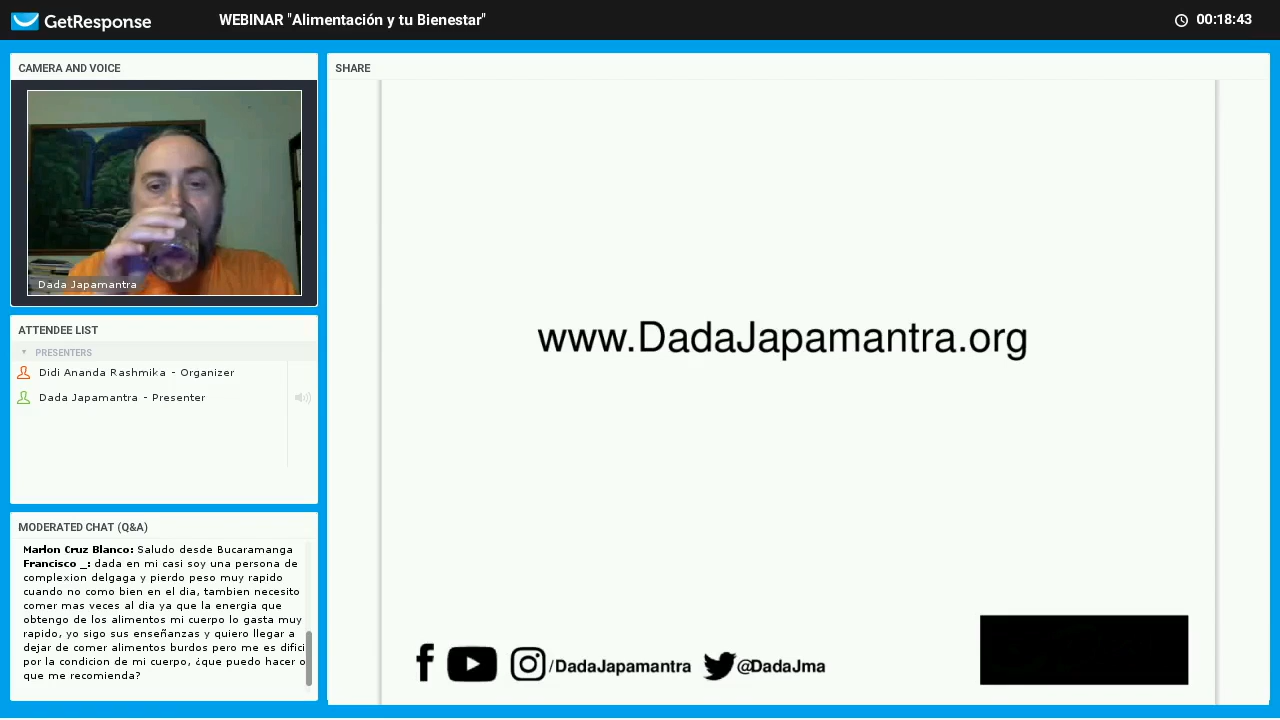 GetResponse
WEBINAR "Alimentación y tu Bienestar"
00:18:43
CAMERA AND VOICE
Dada Japamantra
ATTENDEE LIST
PRESENTERS
Didi Ananda Rashmika - Organizer
Dada Japamantra - Presenter
MODERATED CHAT (Q&A)
Marlon Cruz Blanco: Saludo desde Bucaramanga
Francisco _: dada en mi casi soy una persona de
complexion delgaga y pierdo peso muy rapido
cuando no como bien en el dia, tambien necesito
comer mas veces al dia ya que la energia que
obtengo de los alimentos mi cuerpo lo gasta muy
rapido, yo sigo sus enseñanzas y quiero llegar a
dejar de comer alimentos burdos pero me es difici
por la condicion de mi cuerpo, ¿que puedo hacer o
que me recomienda?
SHARE
www.DadaJapamantra.org
/DadaJapamantra
@DadaJma